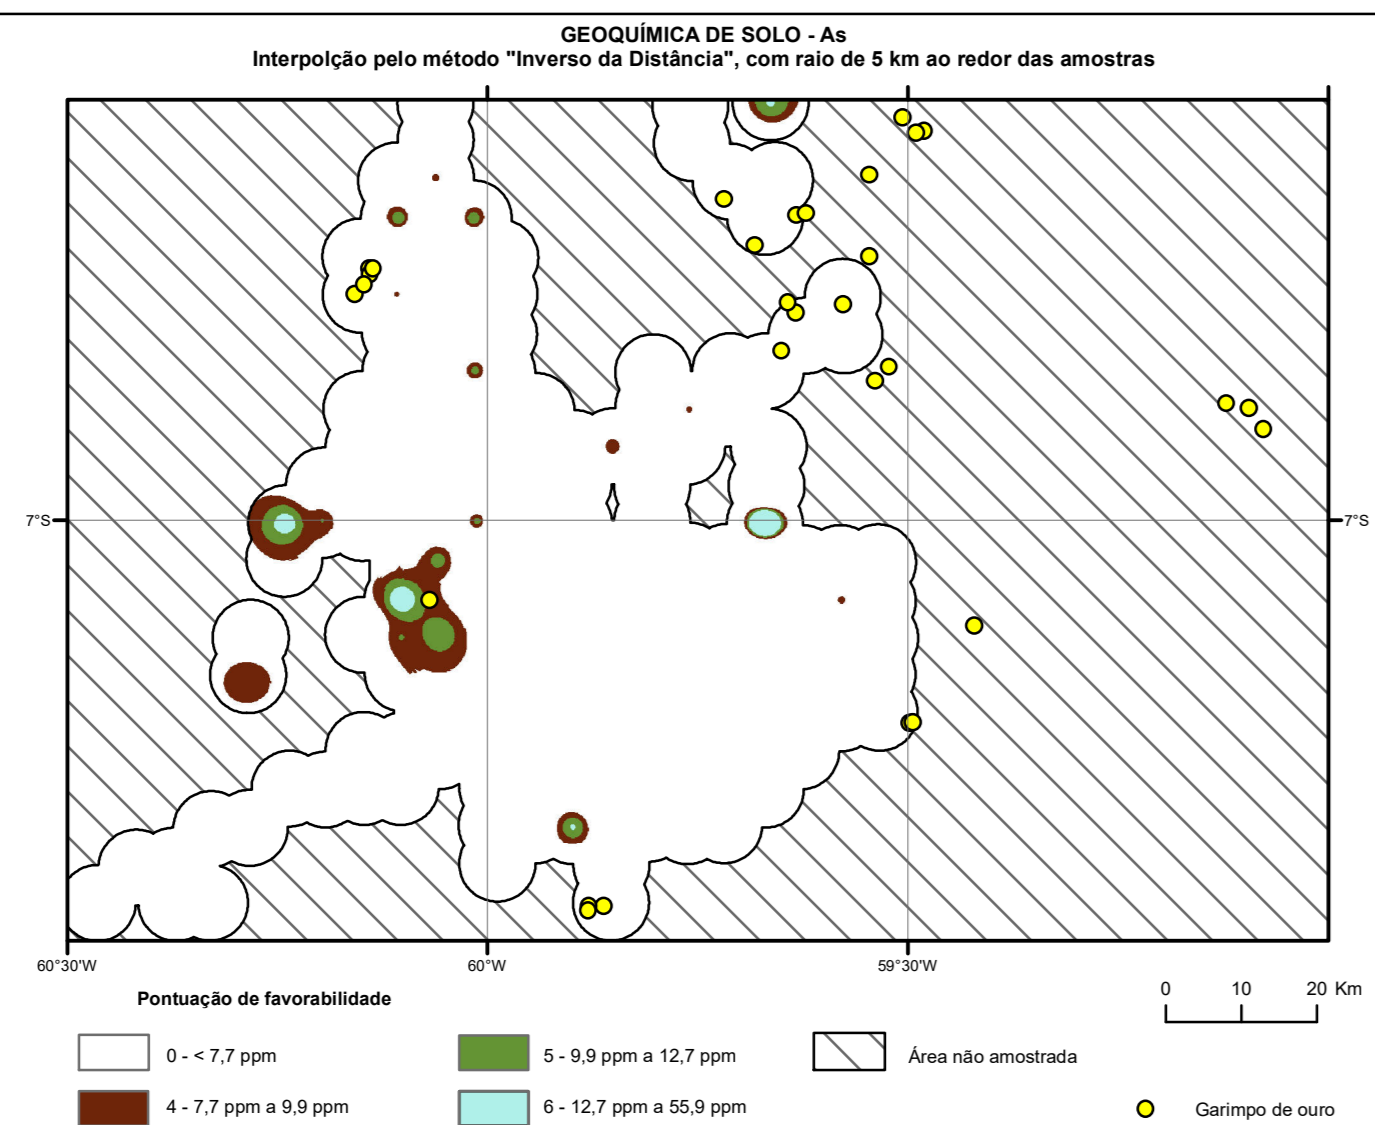 GEOQUÍMICA DE SOLO - As
Interpolção pelo método "Inverso da Distância", com raio de 5 km ao redor das amostras
7°S
7°S
60°30'W
60°W
59°30'W
0 10 20 Km
Pontuação de favorabilidade
0 - < 7,7 ppm
5 - 9,9 ppm a 12,7 ppm
Área não amostrada
4 - 7,7 ppm a 9,9 ppm
6 - 12,7 ppm a 55,9 ppm
Garimpo de ouro